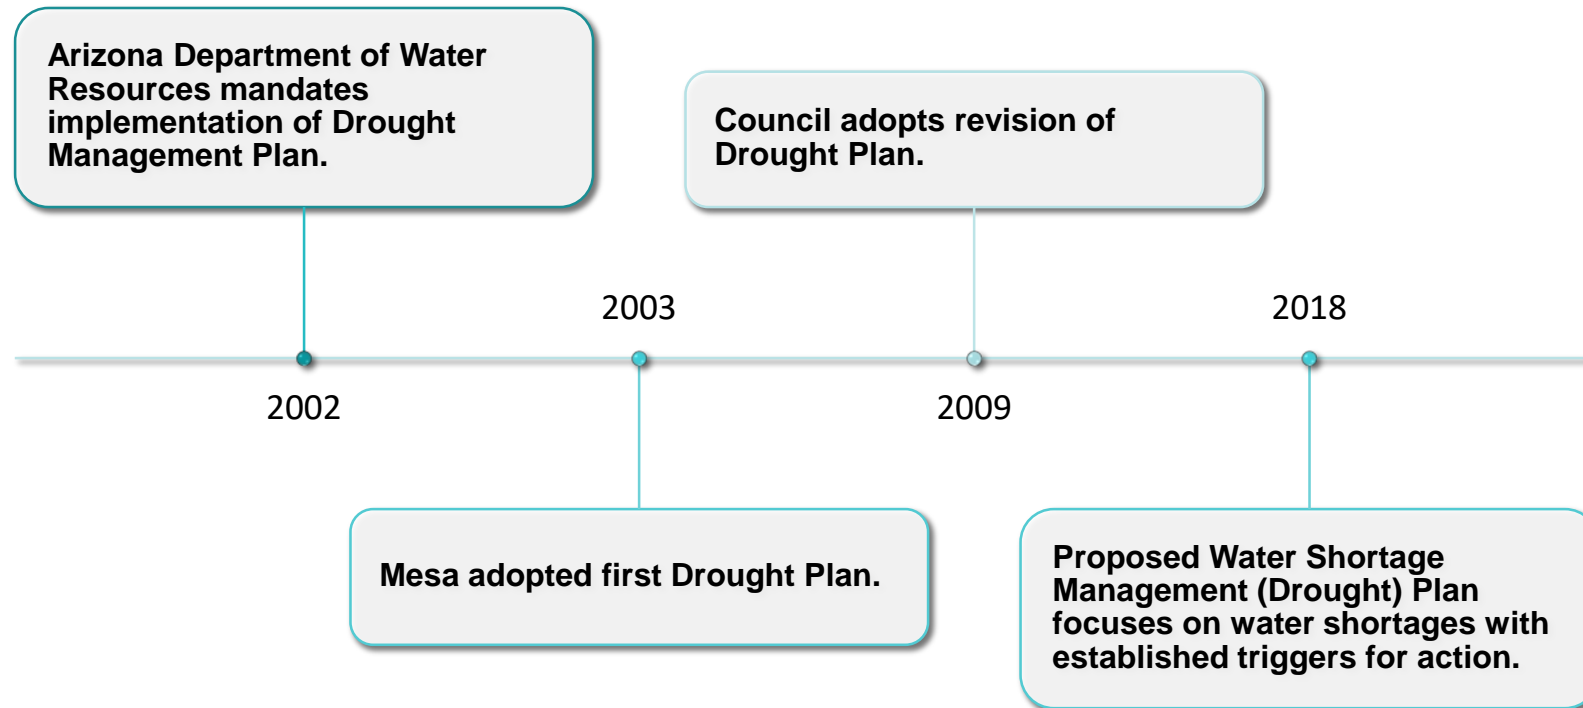 Arizona Department of Water
Resources mandates
implementation of Drought
Management Plan.
2002
2003
Mesa adopted first Drought Plan.
Council adopts revision of
Drought Plan.
2009
2018
Proposed Water Shortage
Management (Drought) Plan
focuses on water shortages with
established triggers for action.